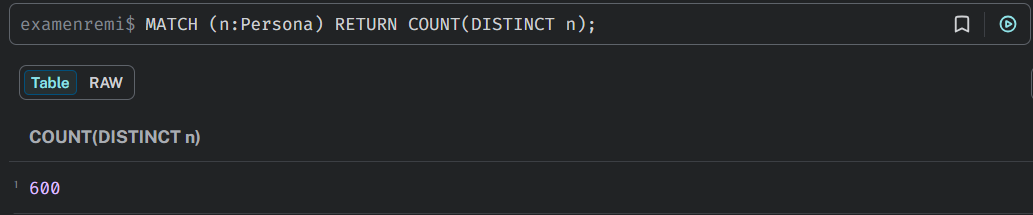 examenremi$ MATCH (n:Persona) RETURN COUNT(DISTINCT n);
Table RAW
COUNT(DISTINCT n)
1 600